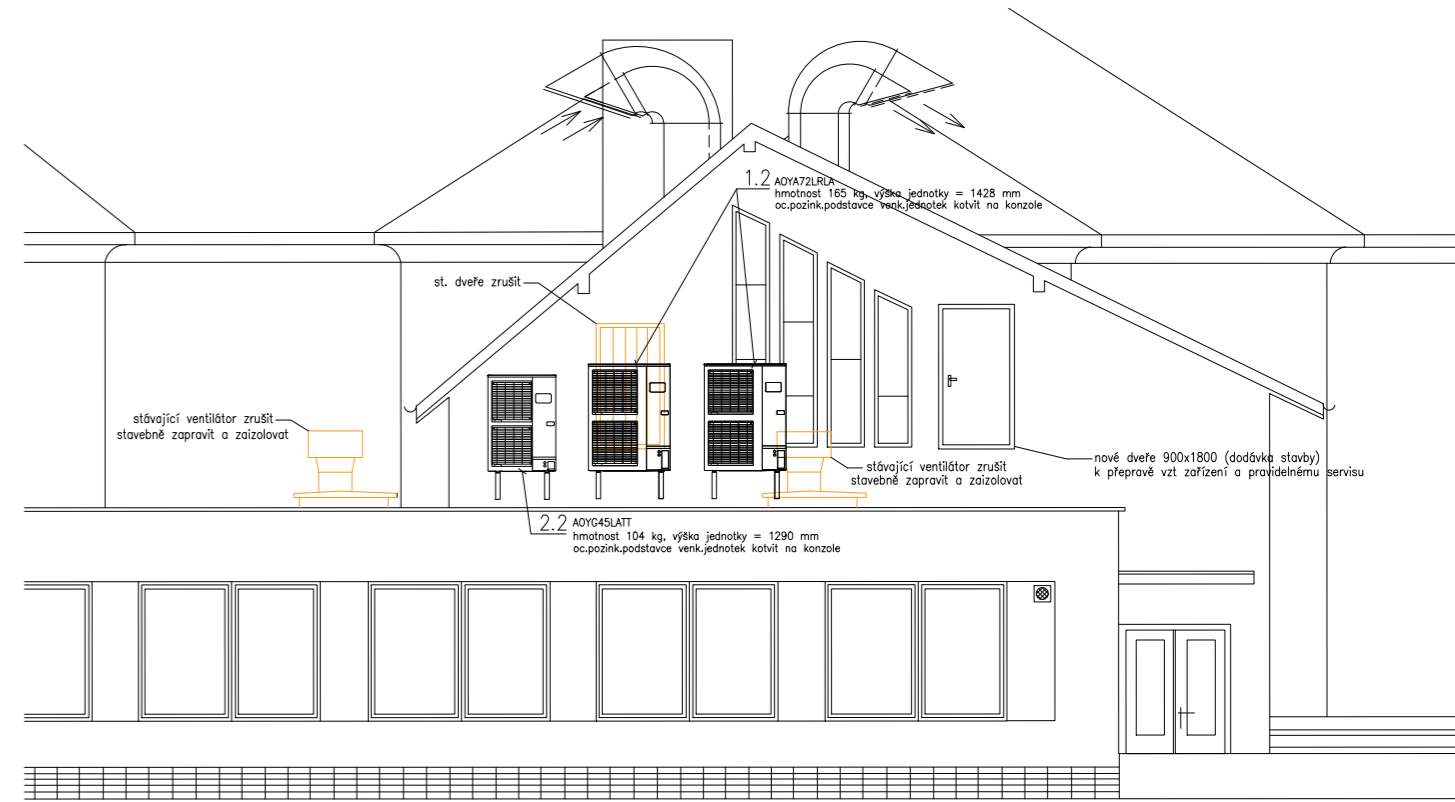 1.2 AOYA72LRLA
hmotnost 165 kg, výška jednotky = 1428 mm
oc.pozink.podstavce venk.jednotek kotvit na konzole
st. dveře zrušit
stávající ventilátor zrušit
stavebně zapravit a zaizolovat
nové dveře 900x1800 (dodávka stavby)
k přepravě vzt zařízení a pravidelnému servisu
stávající ventilátor zrušit
stavebně zapravit a zaizolovat
2.2 AOYG45LATT
hmotnost 104 kg, výška jednotky = 1290 mm
oc.pozink.podstavce venk.jednotek kotvit na konzole